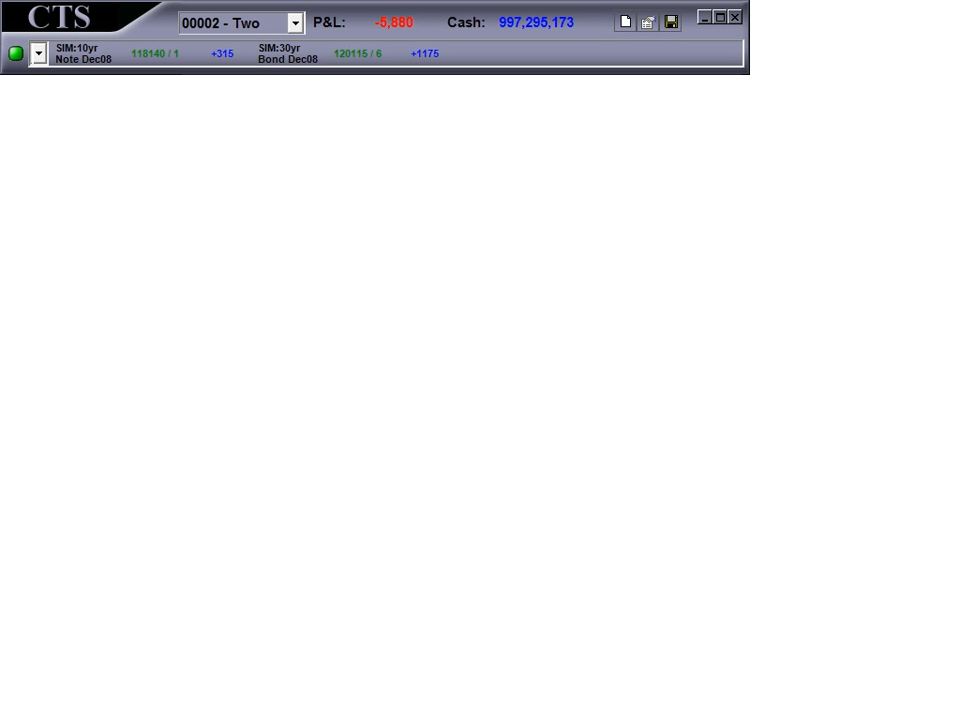 CTS 00002 - Two P&L: -5,880 Cash: 997,295,173
SIM:10yr 118140 / 1 +315 SIM:30yr 120115 / 6 +1175
Note Dec08 Bond Dec08